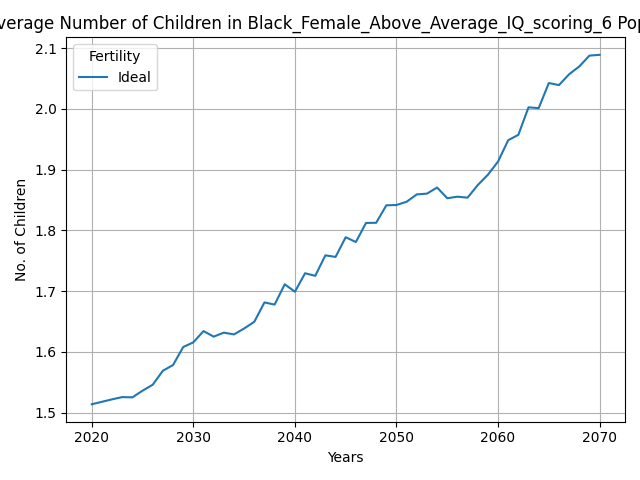 verage Number of Children in Black_Female_Above_Average_IQ_scoring_6 Pop
Fertility
Ideal
No. of Children
2.1
2.0
1.9
1.8
1.7
1.6
1.5
2020 2030 2040 2050 2060 2070
Years